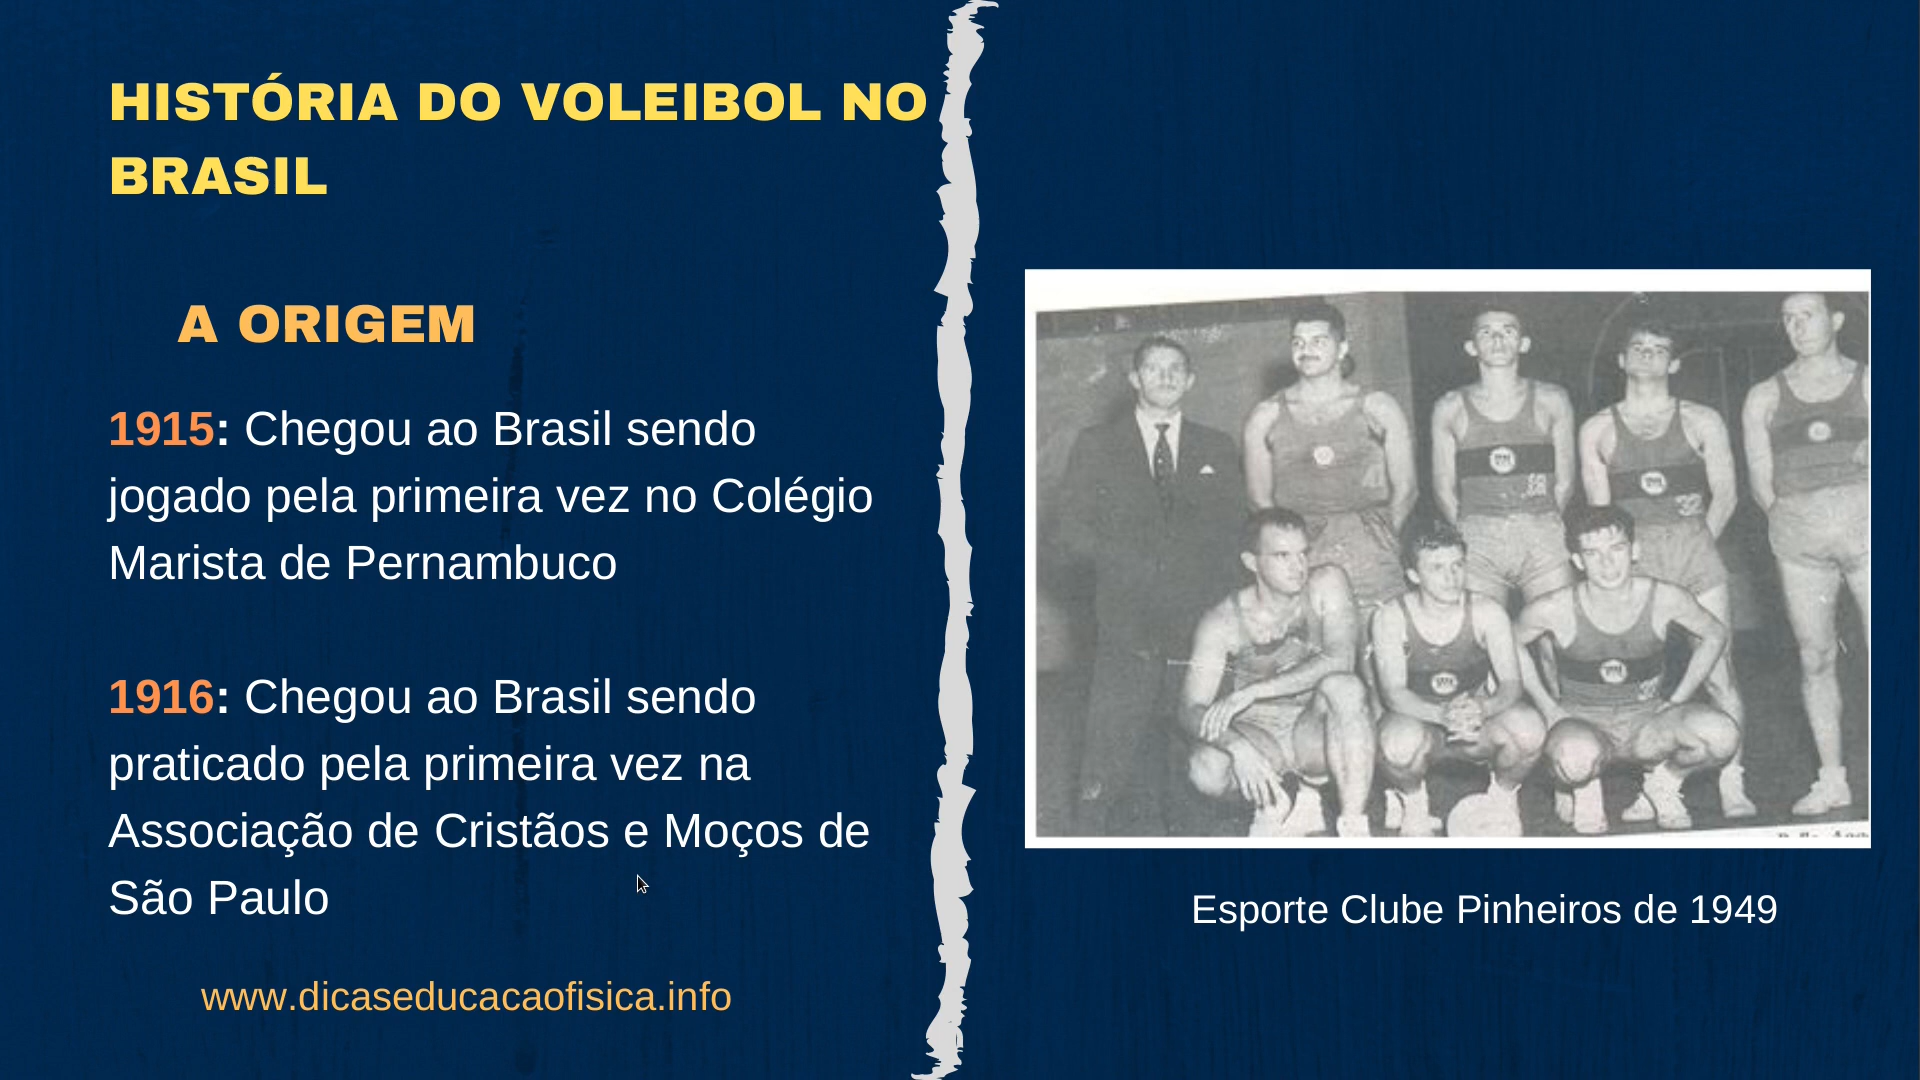 HISTÓRIA DO VOLEIBOL NO
BRASIL
A ORIGEM
1915: Chegou ao Brasil sendo
jogado pela primeira vez no Colégio
Marista de Pernambuco
1916: Chegou ao Brasil sendo
praticado pela primeira vez na
Associação de Cristãos e Moços de
São Paulo
www.dicaseducacaofisica.info
Esporte Clube Pinheiros de 1949